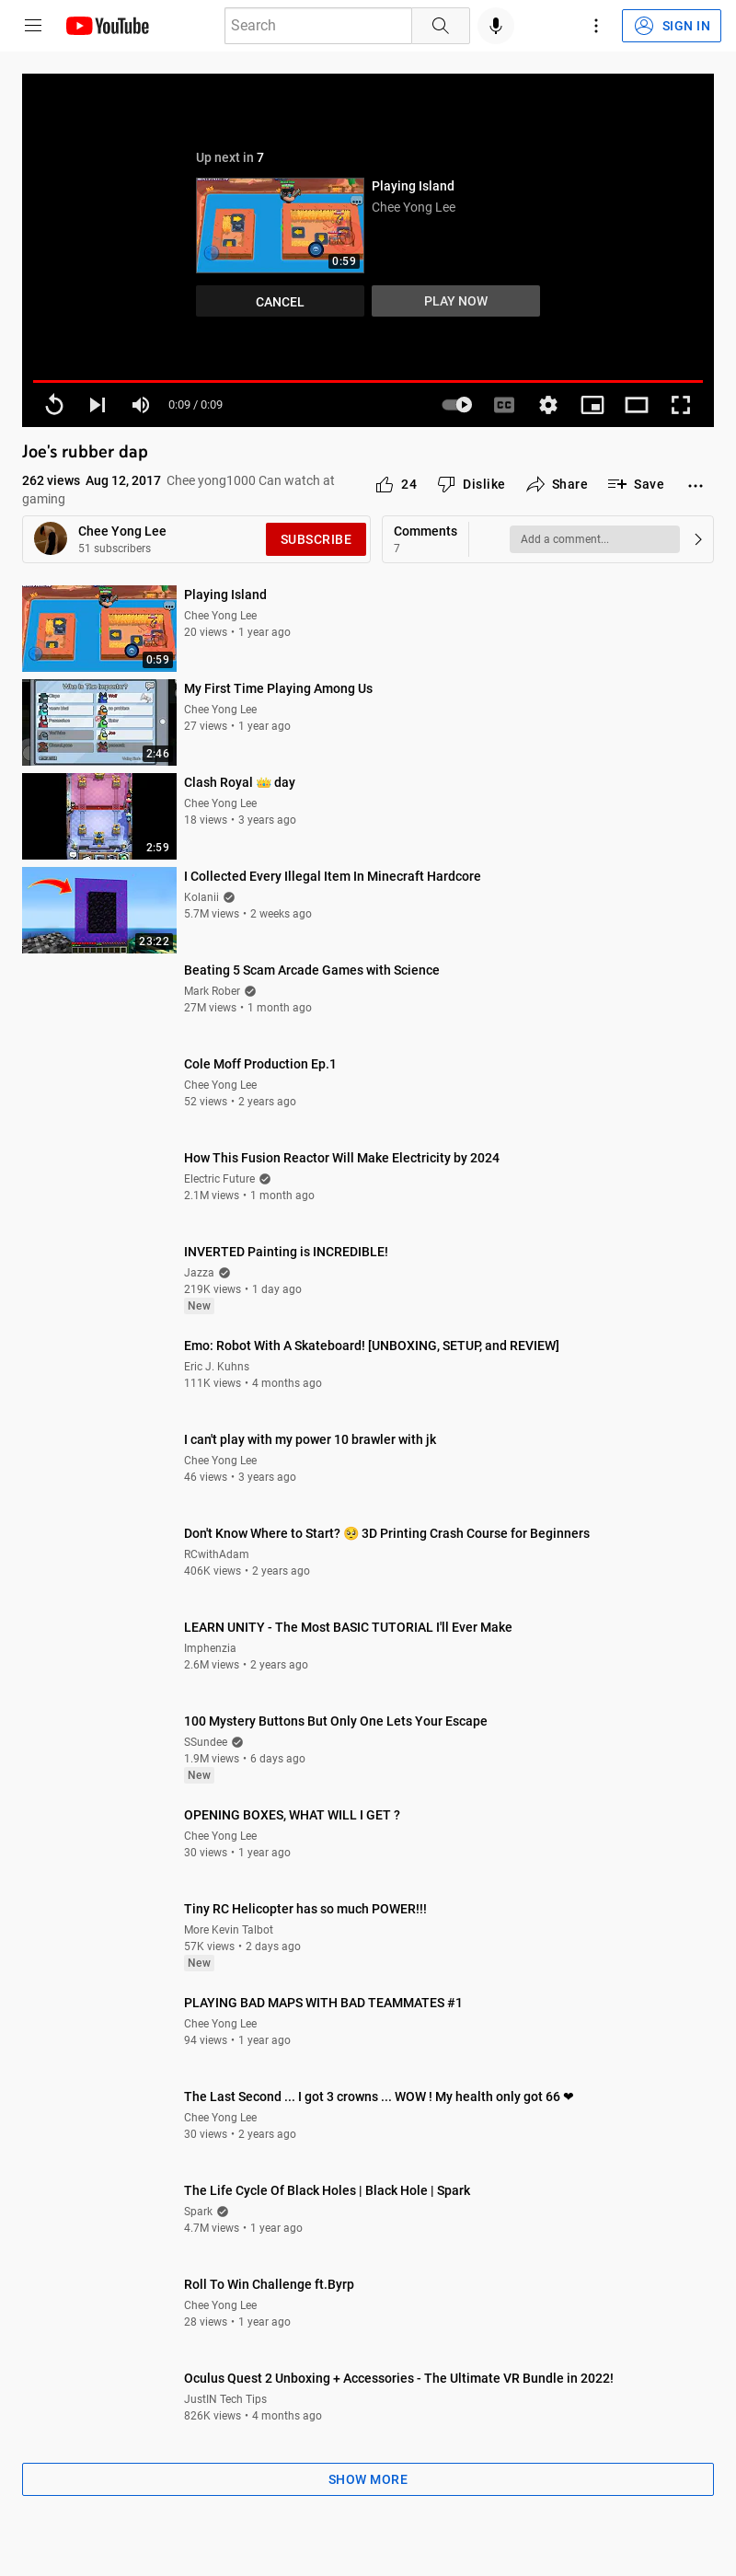 YouTube
Search
SIGN IN
Up next in 7
Playing Island
Chee Yong Lee
0:59
CANCEL
PLAY NOW
0:09 / 0:09
CC
Joe's rubber dap
262 views Aug 12, 2017 Chee yong1000 Can watch at
gaming
24
Dislike
Share
Save
Chee Yong Lee
51 subscribers
SUBSCRIBE
Comments
7
Add a comment...
Playing Island
Chee Yong Lee
20 views • 1 year ago
0:59
My First Time Playing Among Us
Chee Yong Lee
27 views • 1 year ago
Who Is The Impostor?
2:46
Clash Royal 👑 day
Chee Yong Lee
18 views • 3 years ago
2:59
I Collected Every Illegal Item In Minecraft Hardcore
Kolanii
5.7M views • 2 weeks ago
23:22
Beating 5 Scam Arcade Games with Science
Mark Rober
27M views • 1 month ago
Cole Moff Production Ep.1
Chee Yong Lee
52 views • 2 years ago
How This Fusion Reactor Will Make Electricity by 2024
Electric Future
2.1M views • 1 month ago
INVERTED Painting is INCREDIBLE!
Jazza
219K views • 1 day ago
New
Emo: Robot With A Skateboard! [UNBOXING, SETUP, and REVIEW]
Eric J. Kuhns
111K views • 4 months ago
I can't play with my power 10 brawler with jk
Chee Yong Lee
46 views • 3 years ago
Don't Know Where to Start? 🥺 3D Printing Crash Course for Beginners
RCwithAdam
406K views • 2 years ago
LEARN UNITY - The Most BASIC TUTORIAL I'll Ever Make
Imphenzia
2.6M views • 2 years ago
100 Mystery Buttons But Only One Lets Your Escape
SSundee
1.9M views • 6 days ago
New
OPENING BOXES, WHAT WILL I GET ?
Chee Yong Lee
30 views • 1 year ago
Tiny RC Helicopter has so much POWER!!!
More Kevin Talbot
57K views • 2 days ago
New
PLAYING BAD MAPS WITH BAD TEAMMATES #1
Chee Yong Lee
94 views • 1 year ago
The Last Second ... I got 3 crowns ... WOW ! My health only got 66 ❤
Chee Yong Lee
30 views • 2 years ago
The Life Cycle Of Black Holes | Black Hole | Spark
Spark
4.7M views • 1 year ago
Roll To Win Challenge ft.Byrp
Chee Yong Lee
28 views • 1 year ago
Oculus Quest 2 Unboxing + Accessories - The Ultimate VR Bundle in 2022!
JustIN Tech Tips
826K views • 4 months ago
SHOW MORE